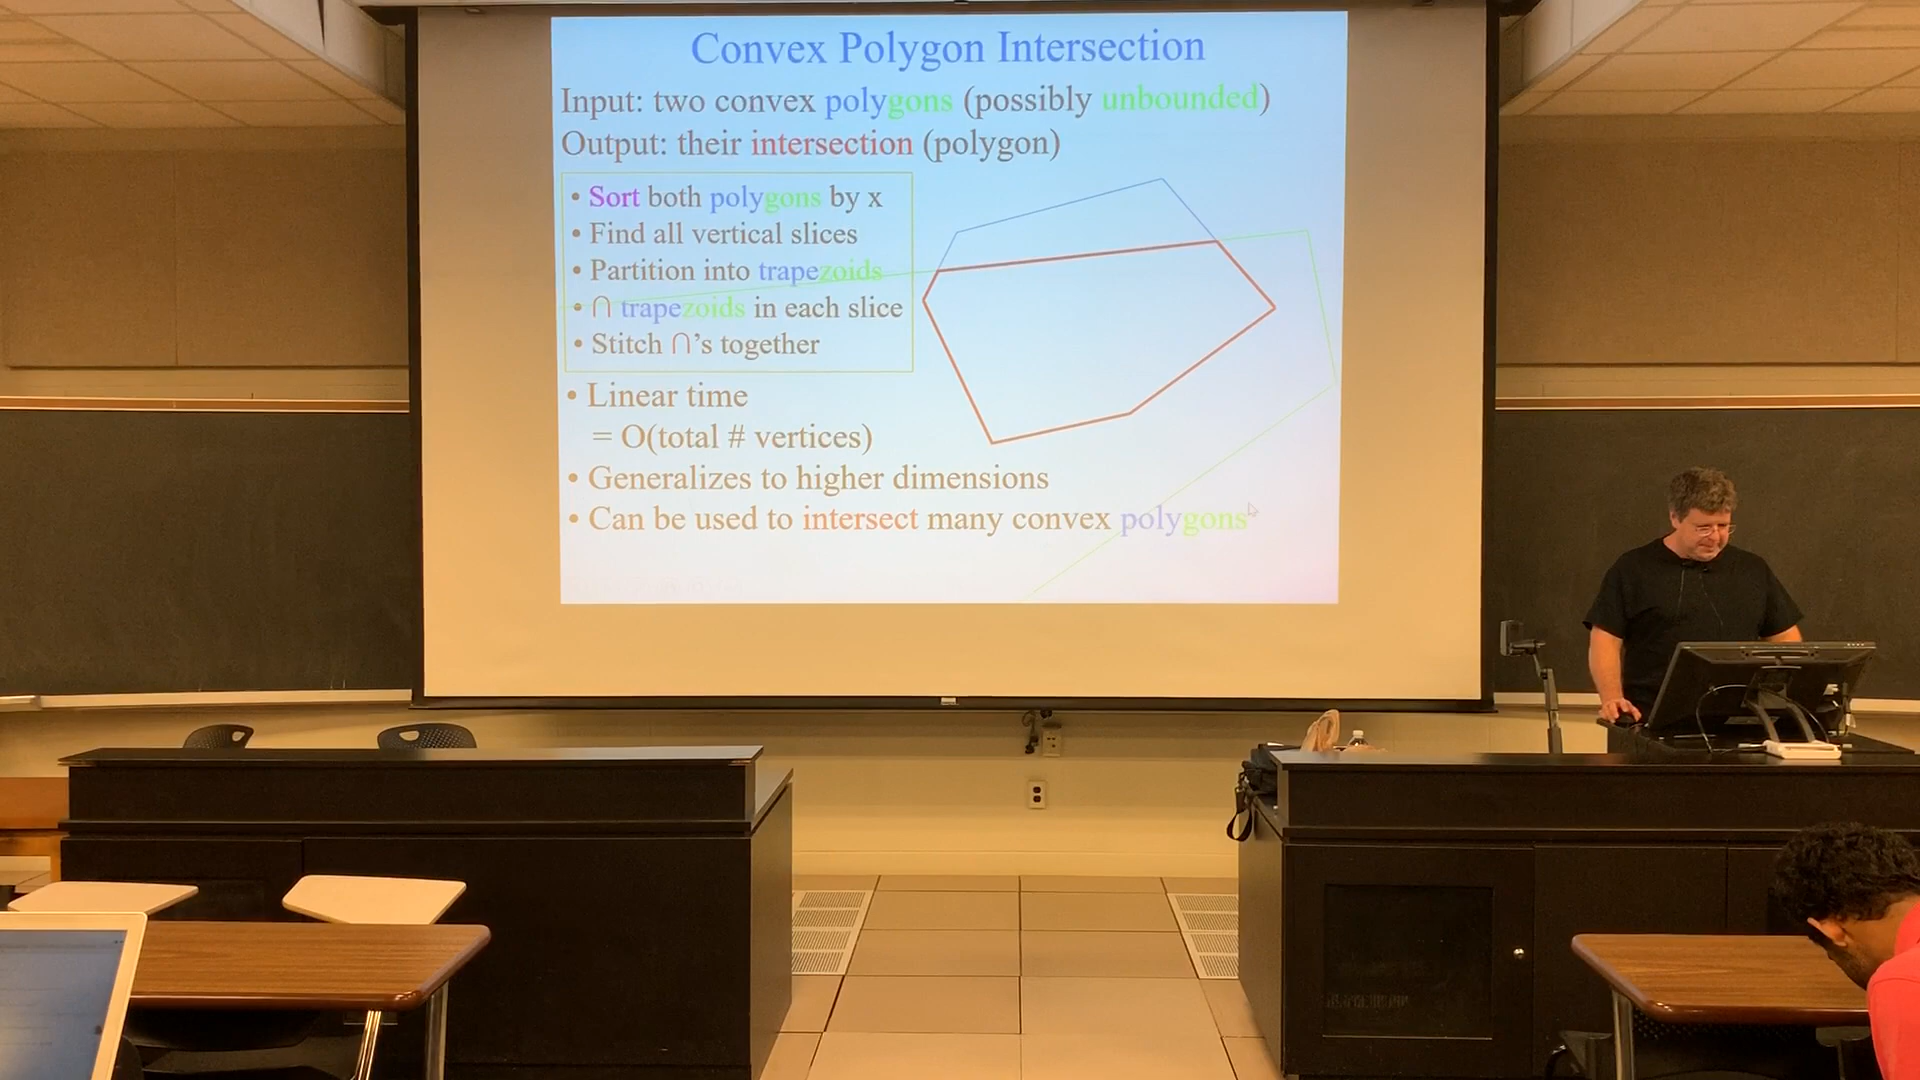 Convex Polygon Intersection
Input: two convex polygons (possibly unbounded)
Output: their intersection (polygon)
• Sort both polygons by x
• Find all vertical slices
• Partition into trapezoids
• ∩ trapezoids in each slice
• Stitch ∩’s together
• Linear time
= O(total # vertices)
• Generalizes to higher dimensions
• Can be used to intersect many convex polygons